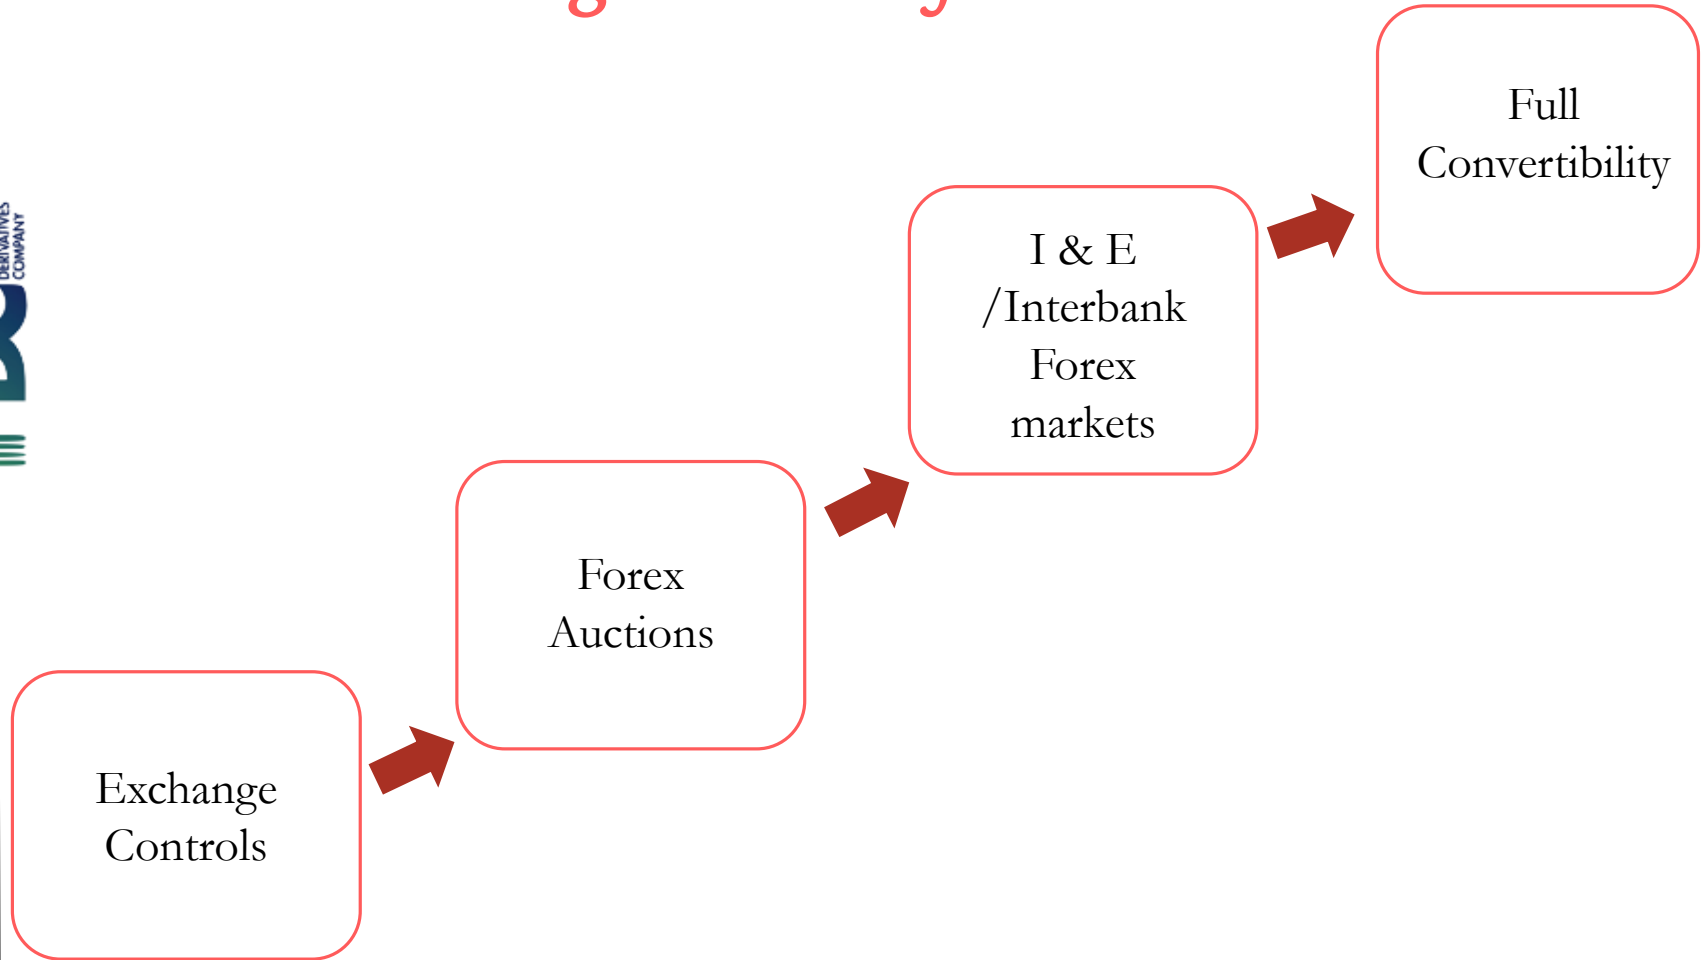 DERIVATIVES
COMPANY
Full
Convertibility
I & E
/Interbank
Forex
markets
Forex
Auctions
Exchange
Controls